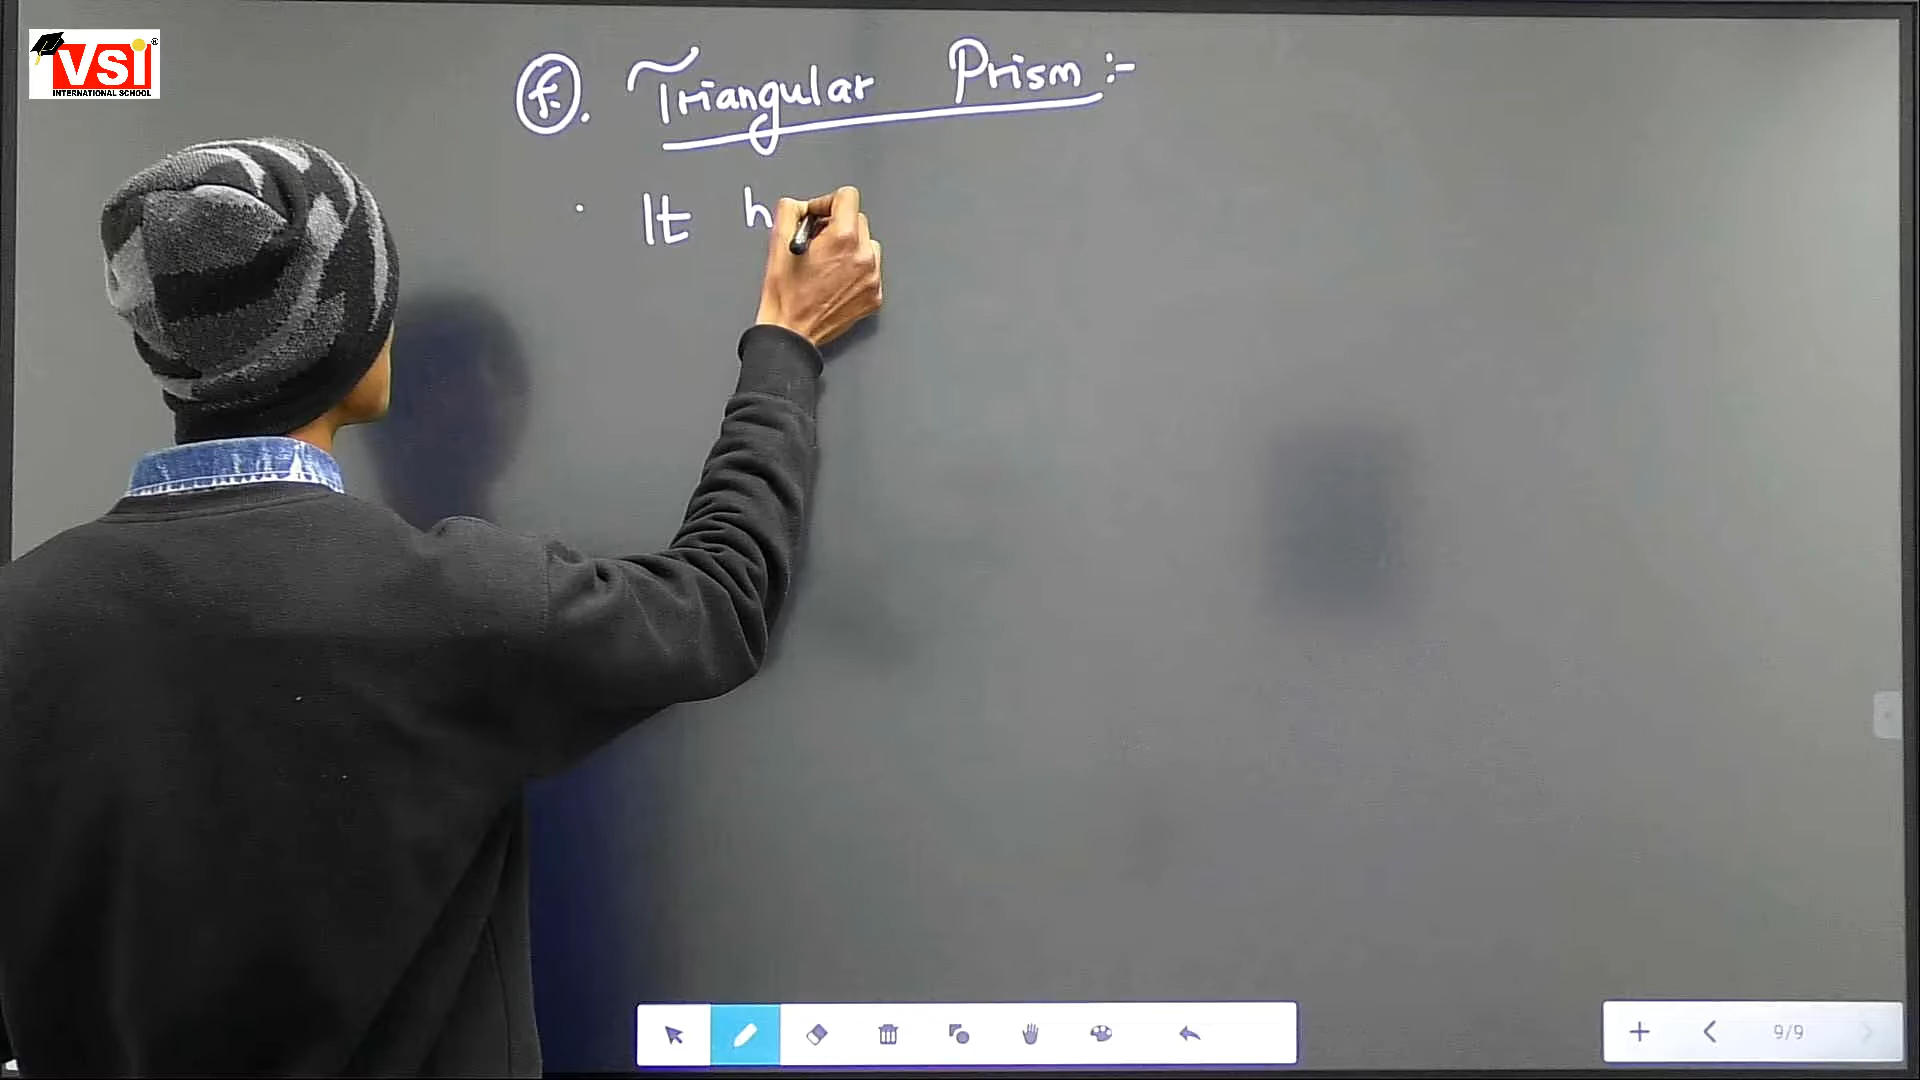 vsi®
INTERNATIONAL SCHOOL
f. Triangular Prism :-
It h
9/9